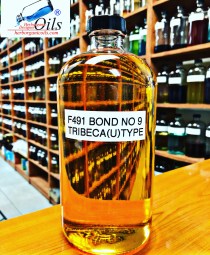 Oils
F491 BOND NO 9
TRIBECA(U)TYPE